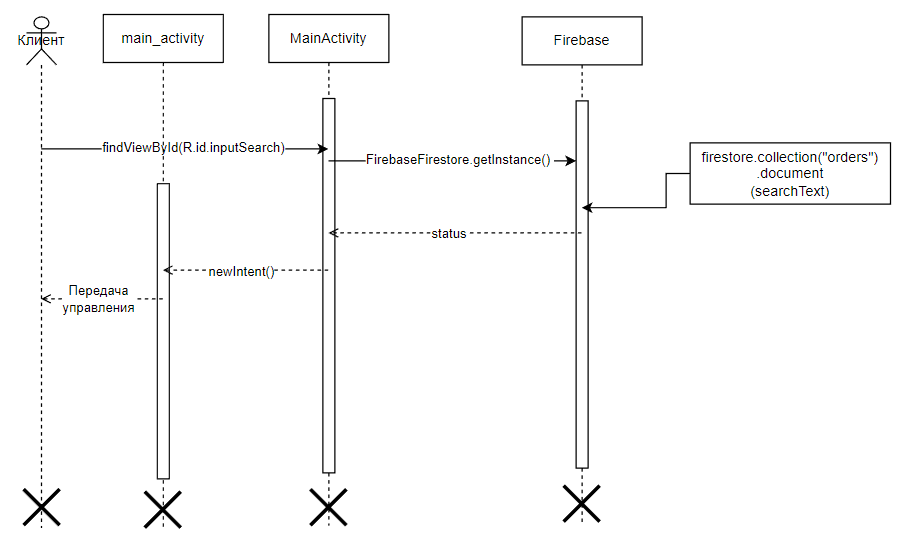 Клиент
main_activity
MainActivity
Firebase
findViewById(R.id.inputSearch)
FirebaseFirestore.getInstance()
firestore.collection("orders")
.document
(searchText)
status
newIntent()
Передача
управления